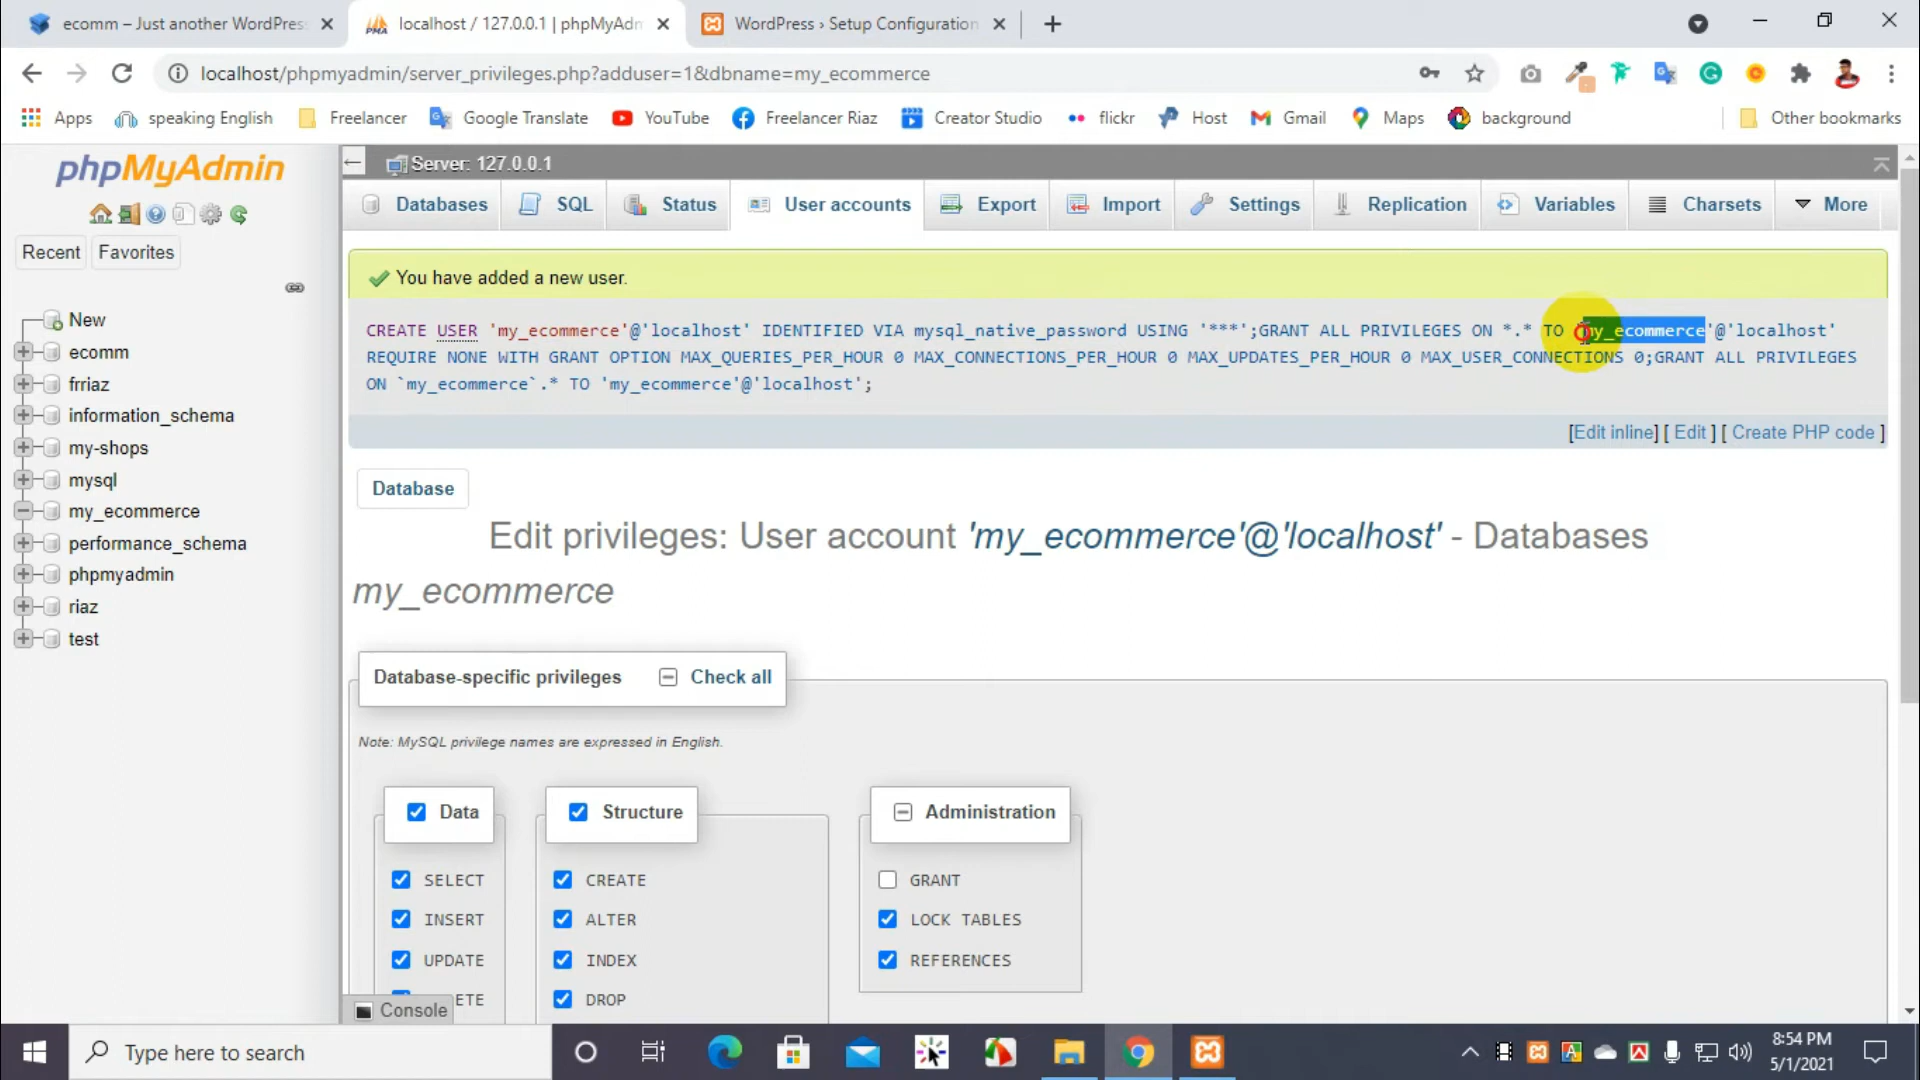 ecomm – Just another WordPres
localhost / 127.0.0.1 | phpMyAdm
WordPress › Setup Configuration
localhost/phpmyadmin/server_privileges.php?adduser=1&dbname=my_ecommerce
Apps
speaking English
Freelancer
Google Translate
YouTube
Freelancer Riaz
Creator Studio
flickr
Host
Gmail
Maps
background
Other bookmarks
phpMyAdmin
Recent
Favorites
New
ecomm
frriaz
information_schema
my-shops
mysql
my_ecommerce
performance_schema
phpmyadmin
riaz
test
Server: 127.0.0.1
Databases
SQL
Status
User accounts
Export
Import
Settings
Replication
Variables
Charsets
More
You have added a new user.
CREATE USER 'my_ecommerce'@'localhost' IDENTIFIED VIA mysql_native_password USING '***';GRANT ALL PRIVILEGES ON *.* TO 'my_ecommerce'@'localhost'
REQUIRE NONE WITH GRANT OPTION MAX_QUERIES_PER_HOUR 0 MAX_CONNECTIONS_PER_HOUR 0 MAX_UPDATES_PER_HOUR 0 MAX_USER_CONNECTIONS 0;GRANT ALL PRIVILEGES
ON `my_ecommerce`.* TO 'my_ecommerce'@'localhost';
[Edit inline] [ Edit ] [ Create PHP code ]
Database
Edit privileges: User account 'my_ecommerce'@'localhost' - Databases
my_ecommerce
Database-specific privileges
Check all
Note: MySQL privilege names are expressed in English.
Data
SELECT
INSERT
UPDATE
ETE
Structure
CREATE
ALTER
INDEX
DROP
Administration
GRANT
LOCK TABLES
REFERENCES
Console
Type here to search
8:54 PM
5/1/2021